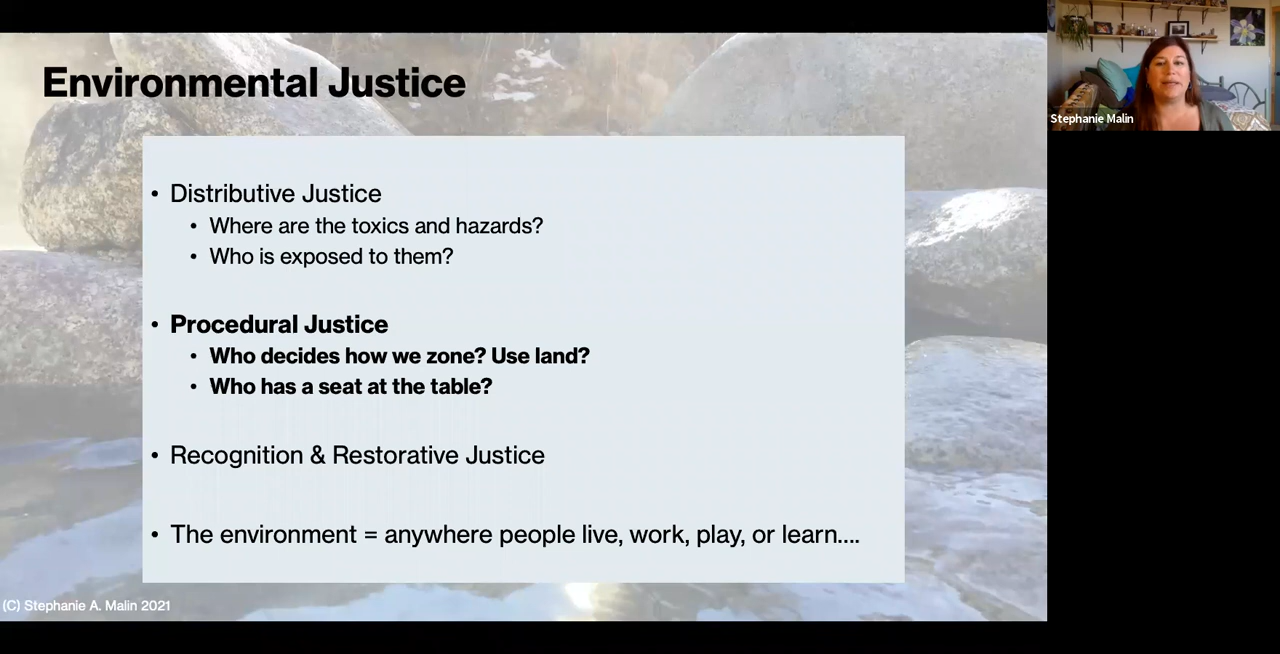 Environmental Justice
Stephanie Malin
• Distributive Justice
• Where are the toxics and hazards?
• Who is exposed to them?
• Procedural Justice
• Who decides how we zone? Use land?
• Who has a seat at the table?
• Recognition & Restorative Justice
• The environment = anywhere people live, work, play, or learn....
(C) Stephanie A. Malin 2021